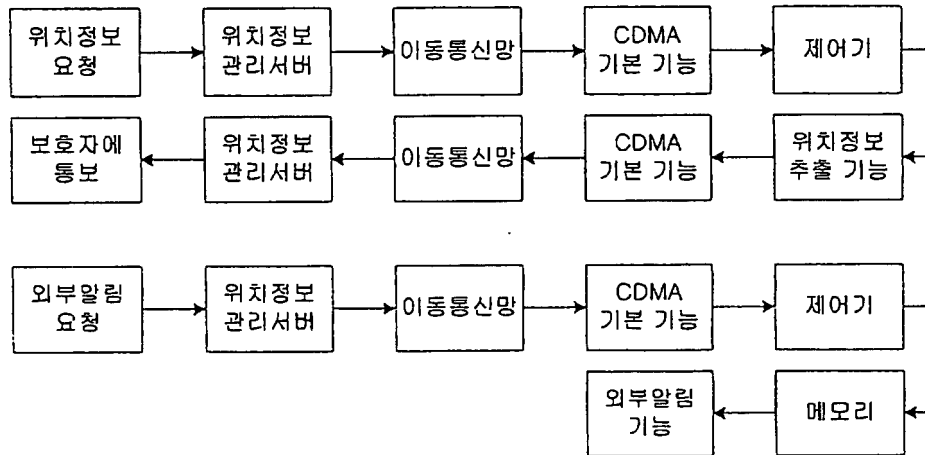 위치정보
요청
위치정보
관리서버
이동통신망
CDMA
기본 기능
제어기
보호자에
통보
위치정보
관리서버
이동통신망
CDMA
기본 기능
위치정보
추출 기능
외부알림
요청
위치정보
관리서버
이동통신망
CDMA
기본 기능
제어기
외부알림
기능
메모리